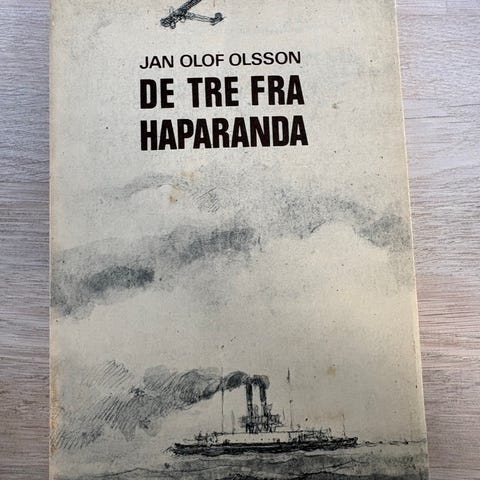 JAN OLOF OLSSON
DE TRE FRA
HAPARANDA